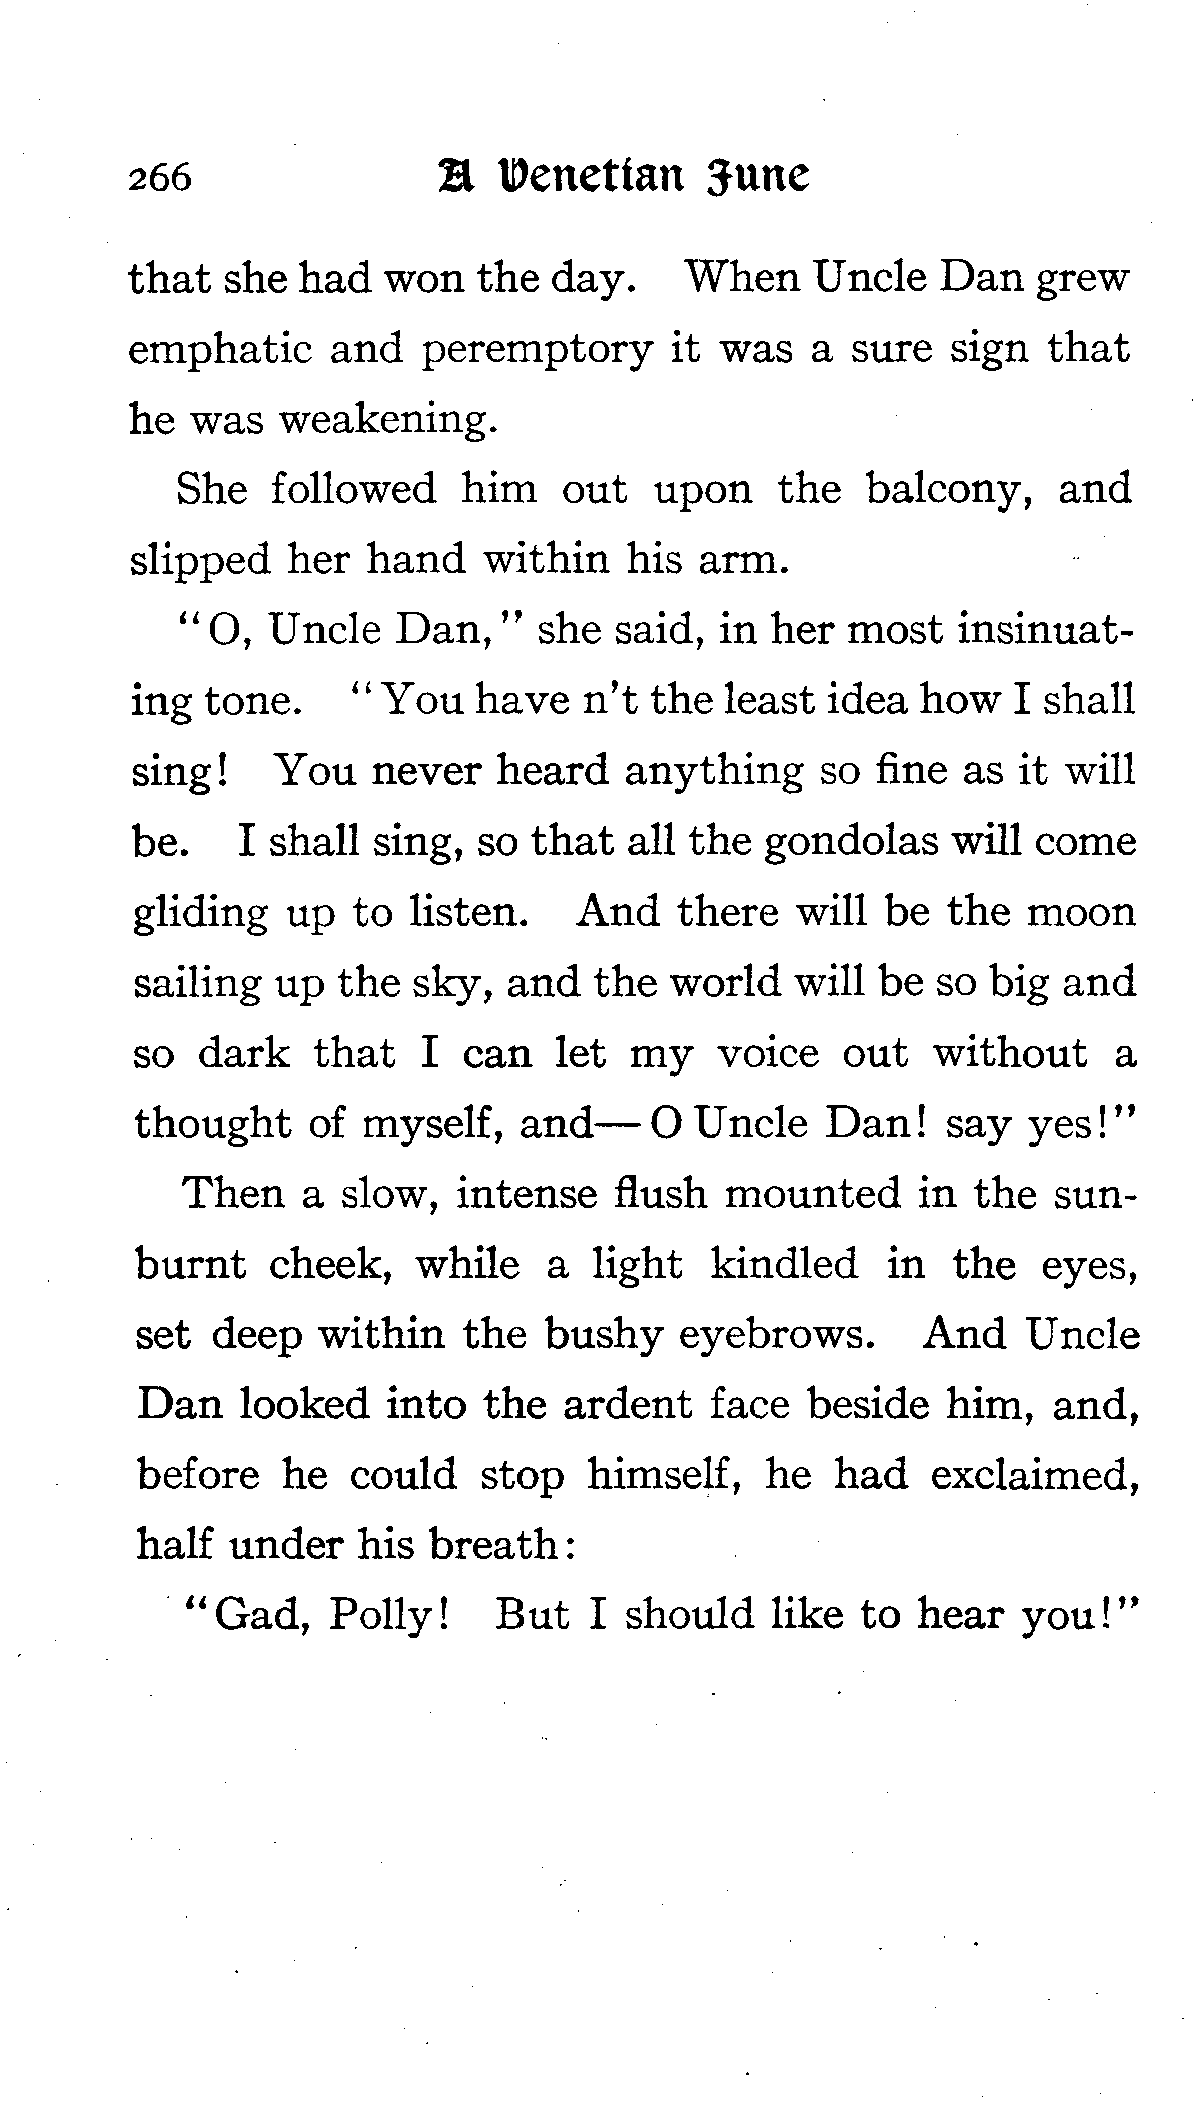 266 A Venetian June
that she had won the day. When Uncle Dan grew
emphatic and peremptory it was a sure sign that
he was weakening.
She followed him out upon the balcony, and
slipped her hand within his arm.
"O, Uncle Dan," she said, in her most insinuat-
ing tone. "You have n't the least idea how I shall
sing! You never heard anything so fine as it will
be. I shall sing, so that all the gondolas will come
gliding up to listen. And there will be the moon
sailing up the sky, and the world will be so big and
so dark that I can let my voice out without a
thought of myself, and—O Uncle Dan! say yes!"
Then a slow, intense flush mounted in the sun-
burnt cheek, while a light kindled in the eyes,
set deep within the bushy eyebrows. And Uncle
Dan looked into the ardent face beside him, and,
before he could stop himself, he had exclaimed,
half under his breath:
"Gad, Polly! But I should like to hear you!"